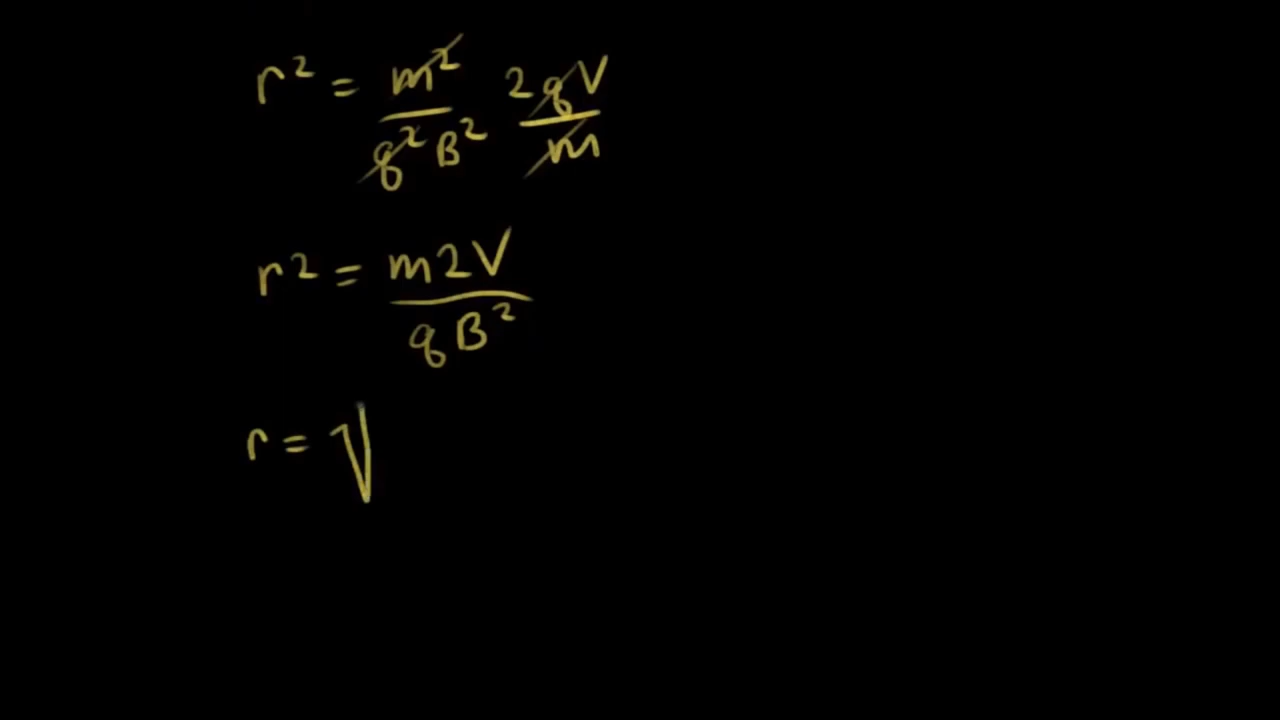 r² = m²/q²B² 2qV/m
r² = m2V/qB²
r = √